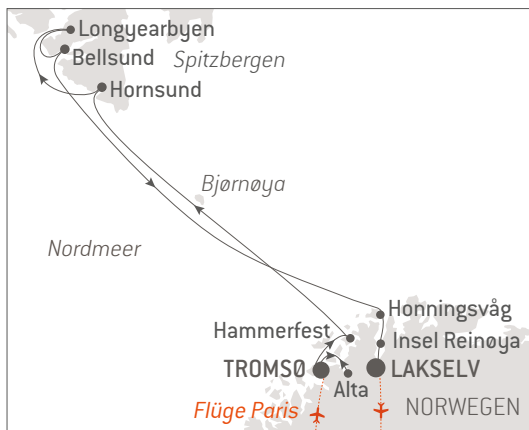 Longyearbyen
Bellsund
Spitzbergen
Hornsund
Bjørnøya
Nordmeer
Honningsvåg
Hammerfest
Insel Reinøya
TROMSØ
LAKSELV
Alta
Flüge Paris
NORWEGEN